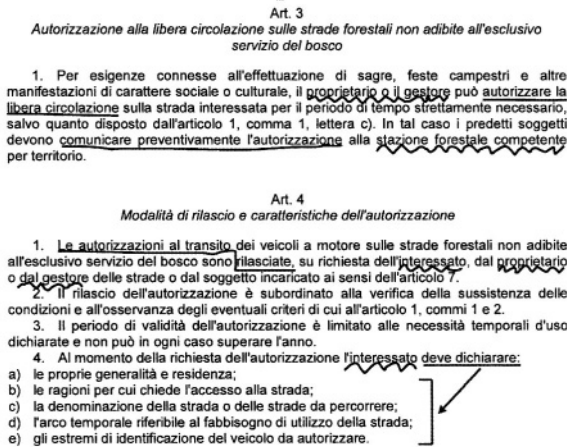 Art. 3
Autorizzazione alla libera circolazione sulle strade forestali non adibite all'esclusivo
servizio del bosco
1. Per esigenze connesse all'effettuazione di sagre, feste campestri e altre
manifestazioni di carattere sociale o culturale, il proprietario o il gestore può autorizzare la
libera circolazione sulla strada interessata per il periodo di tempo strettamente necessario,
salvo quanto disposto dall'articolo 1, comma 1, lettera c). In tal caso i predetti soggetti
devono comunicare preventivamente l'autorizzazione alla stazione forestale competente
per territorio.
Art. 4
Modalità di rilascio e caratteristiche dell'autorizzazione
1. Le autorizzazioni al transito dei veicoli a motore sulle strade forestali non adibite
all'esclusivo servizio del bosco sono rilasciate, su richiesta dell'interessato, dal proprietario
o dal gestore delle strade o dal soggetto incaricato ai sensi dell'articolo 7.
2. Il rilascio dell'autorizzazione è subordinato alla verifica della sussistenza delle
condizioni e all'osservanza degli eventuali criteri di cui all'articolo 1, commi 1 e 2.
3. Il periodo di validità dell'autorizzazione è limitato alle necessità temporali d'uso
dichiarate e non può in ogni caso superare l'anno.
4. Al momento della richiesta dell'autorizzazione l'interessato deve dichiarare:
a) le proprie generalità e residenza;
b) le ragioni per cui chiede l'accesso alla strada;
c) la denominazione della strada o delle strade da percorrere;
d) l'arco temporale riferibile al fabbisogno di utilizzo della strada;
e) gli estremi di identificazione del veicolo da autorizzare.